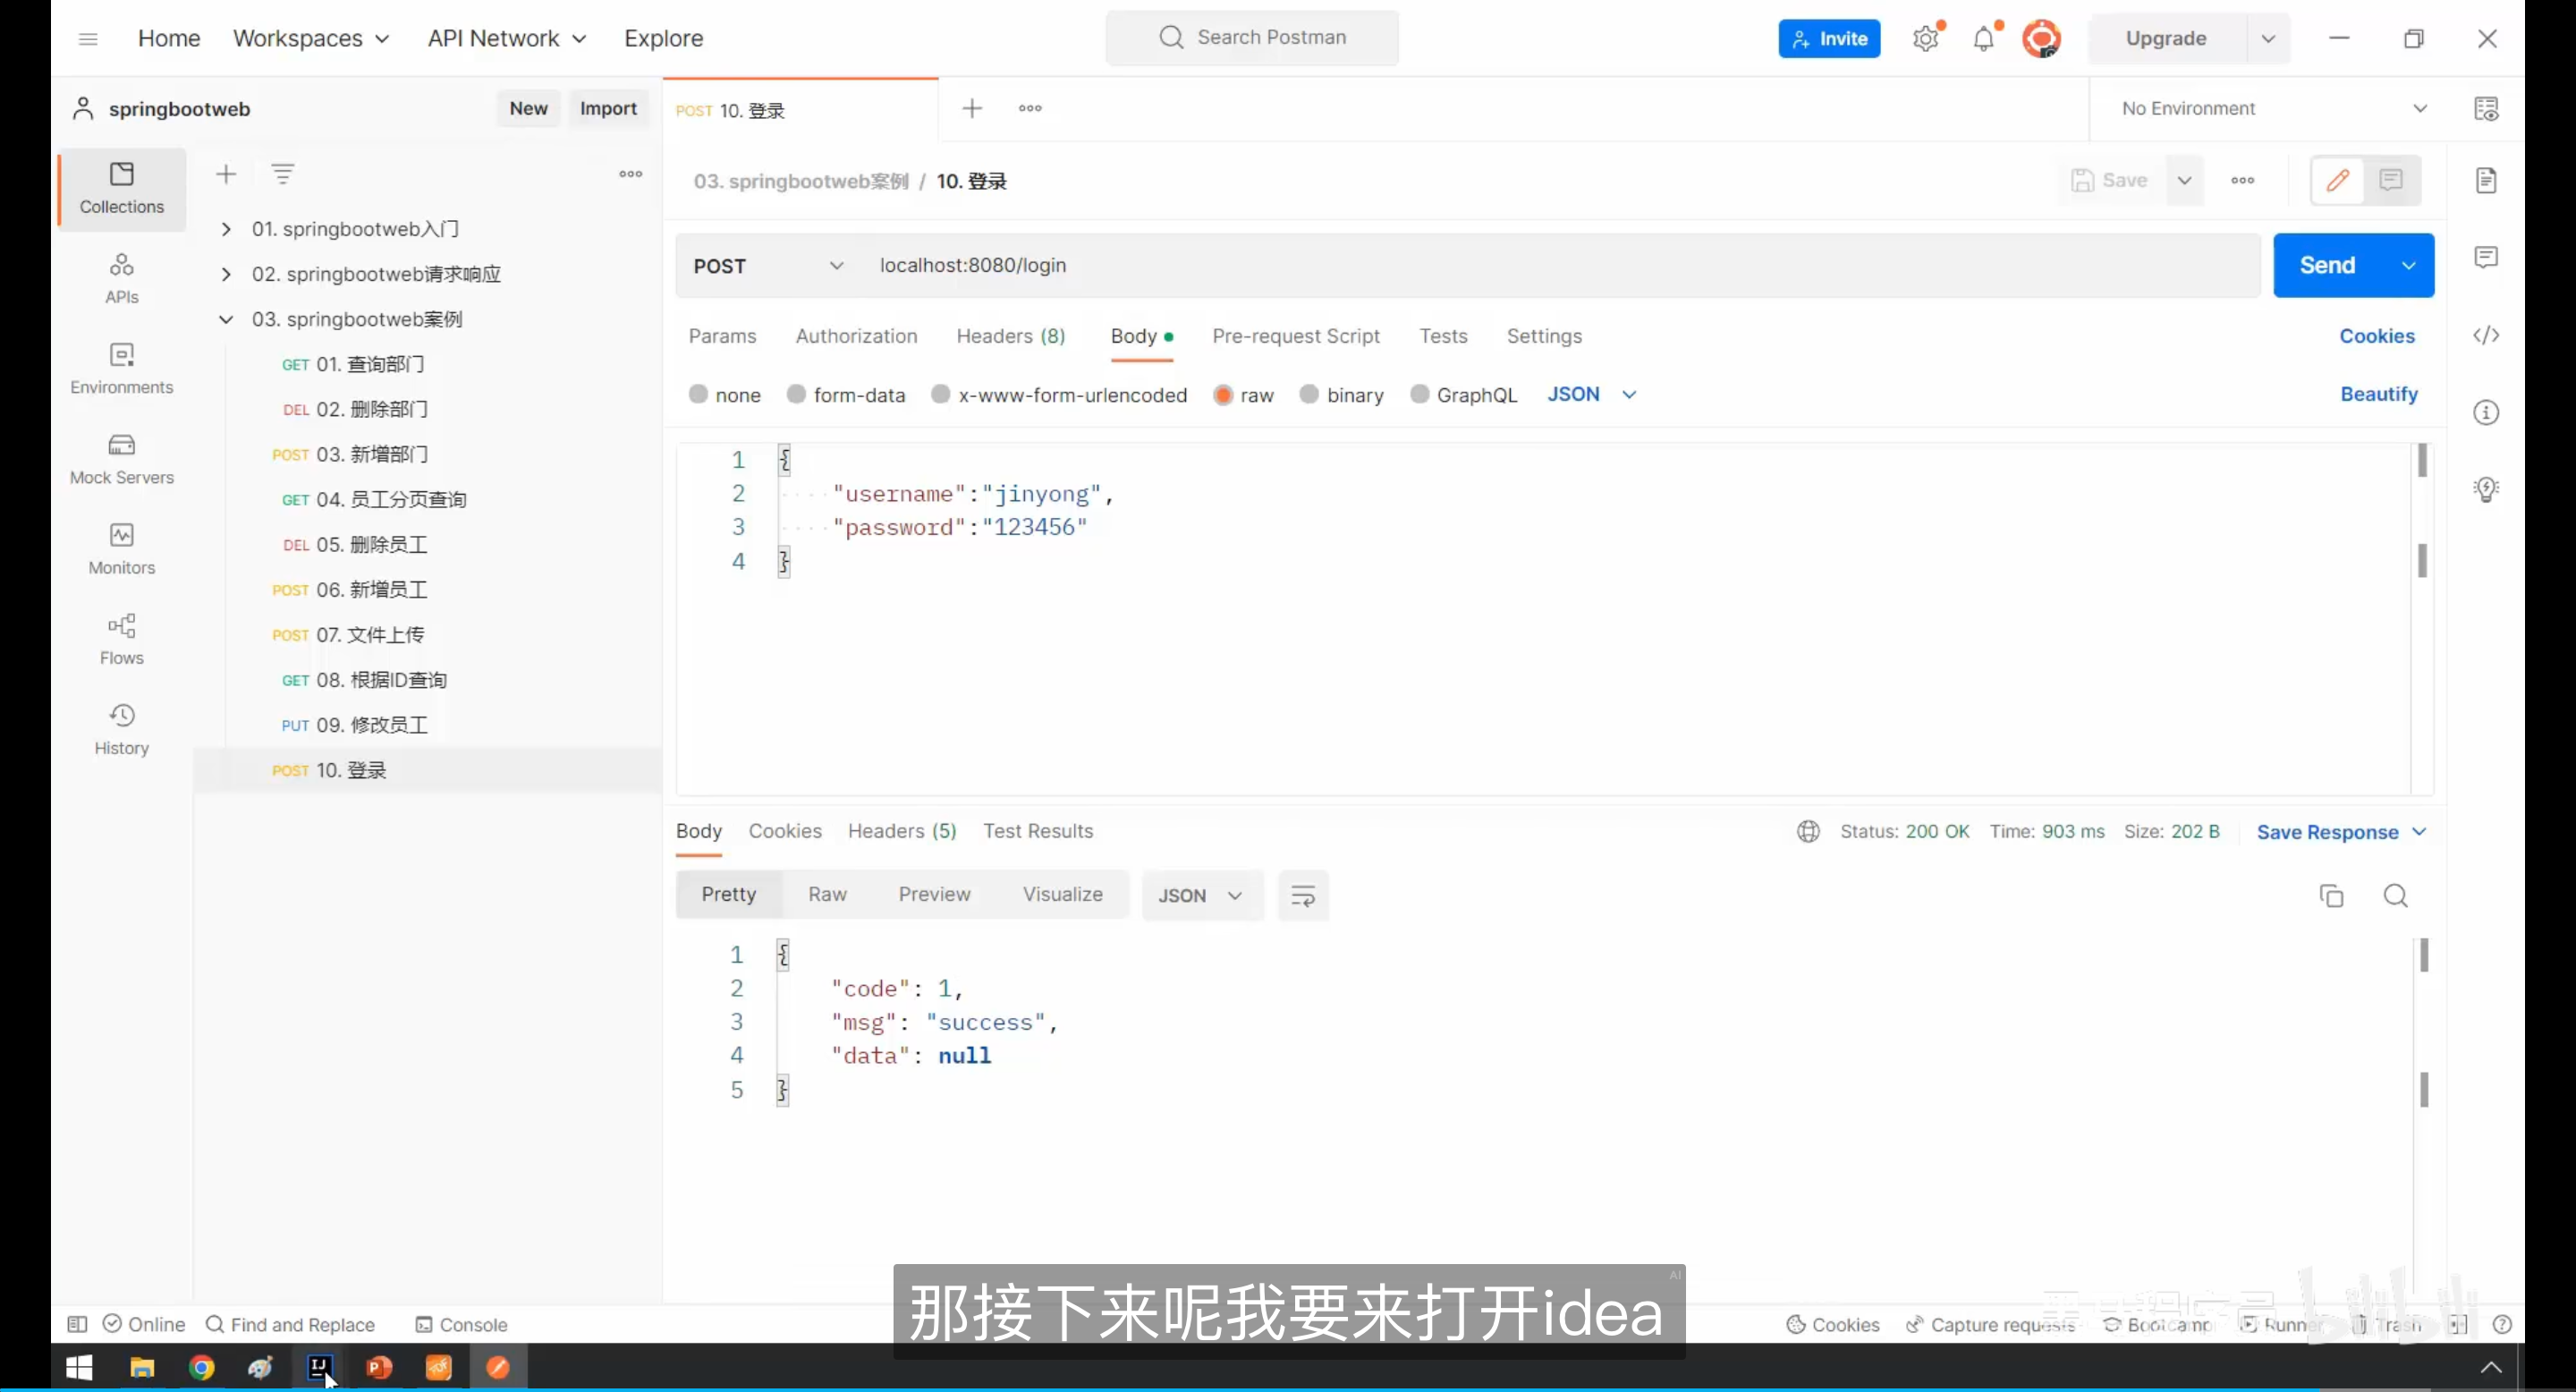 Home Workspaces API Network Explore Search Postman Invite Upgrade
springbootweb New Import POST 10. 登录 No Environment
03. springbootweb案例 / 10. 登录 Save
Collections
01. springbootweb入门
02. springbootweb请求响应
03. springbootweb案例
GET 01. 查询部门
DEL 02. 删除部门
POST 03. 新增部门
GET 04. 员工分页查询
DEL 05. 删除员工
POST 06. 新增员工
POST 07. 文件上传
GET 08. 根据ID查询
PUT 09. 修改员工
POST 10. 登录
APIs
Environments
Mock Servers
Monitors
Flows
History
POST localhost:8080/login Send
Params Authorization Headers (8) Body Pre-request Script Tests Settings Cookies
none form-data x-www-form-urlencoded raw binary GraphQL JSON Beautify
1 {
2 "username":"jinyong",
3 "password":"123456"
4 }
Body Cookies Headers (5) Test Results Status: 200 OK Time: 903 ms Size: 202 B Save Response
Pretty Raw Preview Visualize JSON
1 {
2 "code": 1,
3 "msg": "success",
4 "data": null
5 }
AI
那接下来呢我要来打开idea
Online Find and Replace Console Cookies Capture requests Bootcamp Runner Trash
bilibili